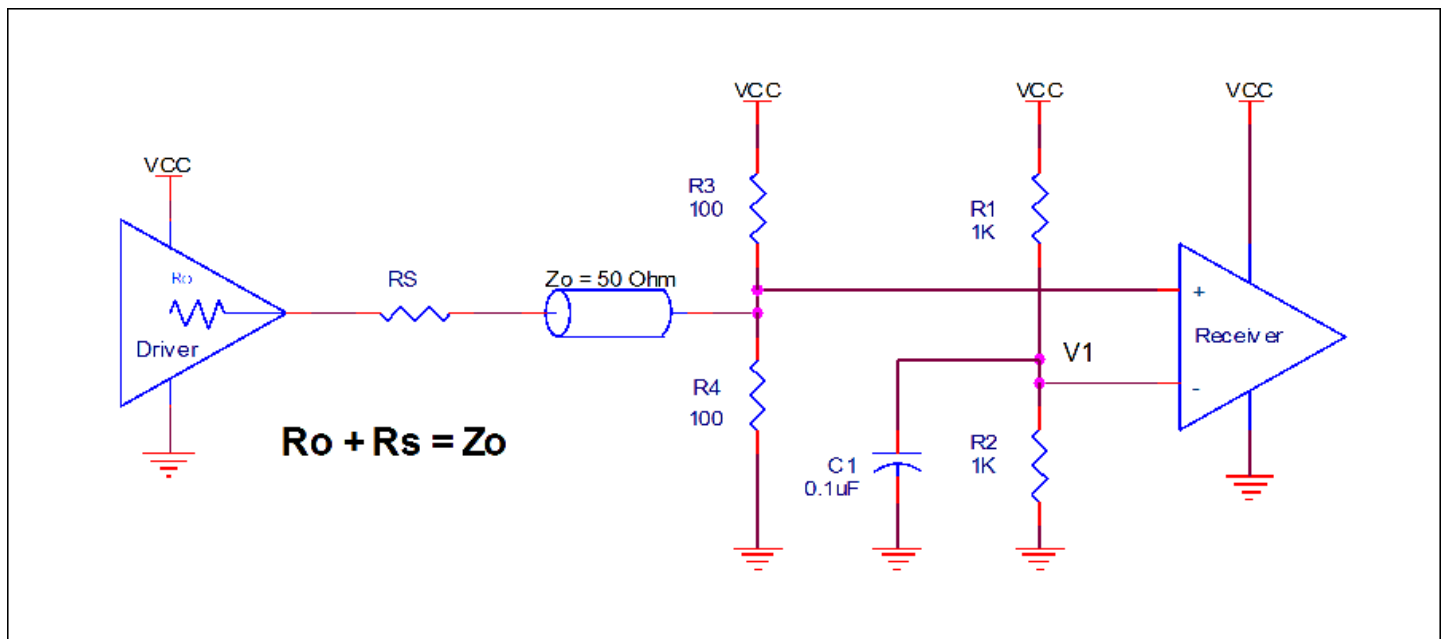 VCC
VCC
VCC
VCC
R3
100
R1
1K
Ro
RS
Zo = 50 Ohm
+
Driver
Receiver
V1
-
R4
100
Ro + Rs = Zo
R2
1K
C1
0.1uF